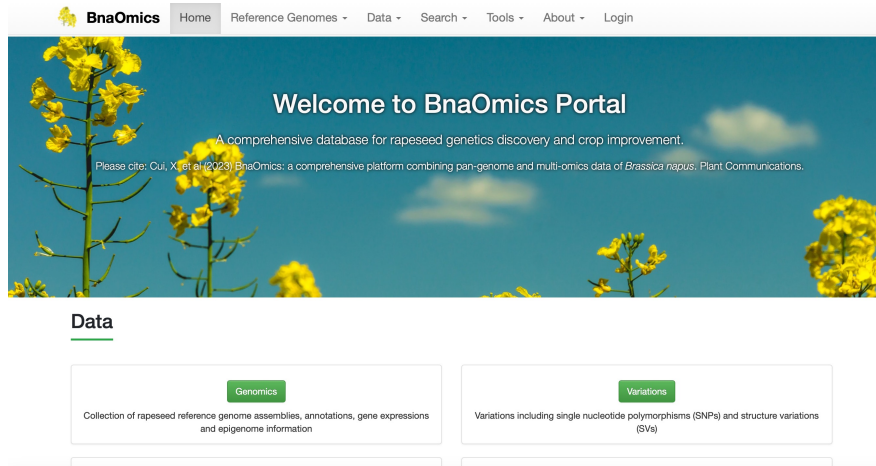 BnaOmics Home Reference Genomes Data Search Tools About Login
Welcome to BnaOmics Portal
A comprehensive database for rapeseed genetics discovery and crop improvement.
Please cite: Cui, X, et al (2023) BnaOmics: a comprehensive platform combining pan-genome and multi-omics data of Brassica napus. Plant Communications.
Data
Genomics
Collection of rapeseed reference genome assemblies, annotations, gene expressions
and epigenome information
Variations
Variations including single nucleotide polymorphisms (SNPs) and structure variations
(SVs)